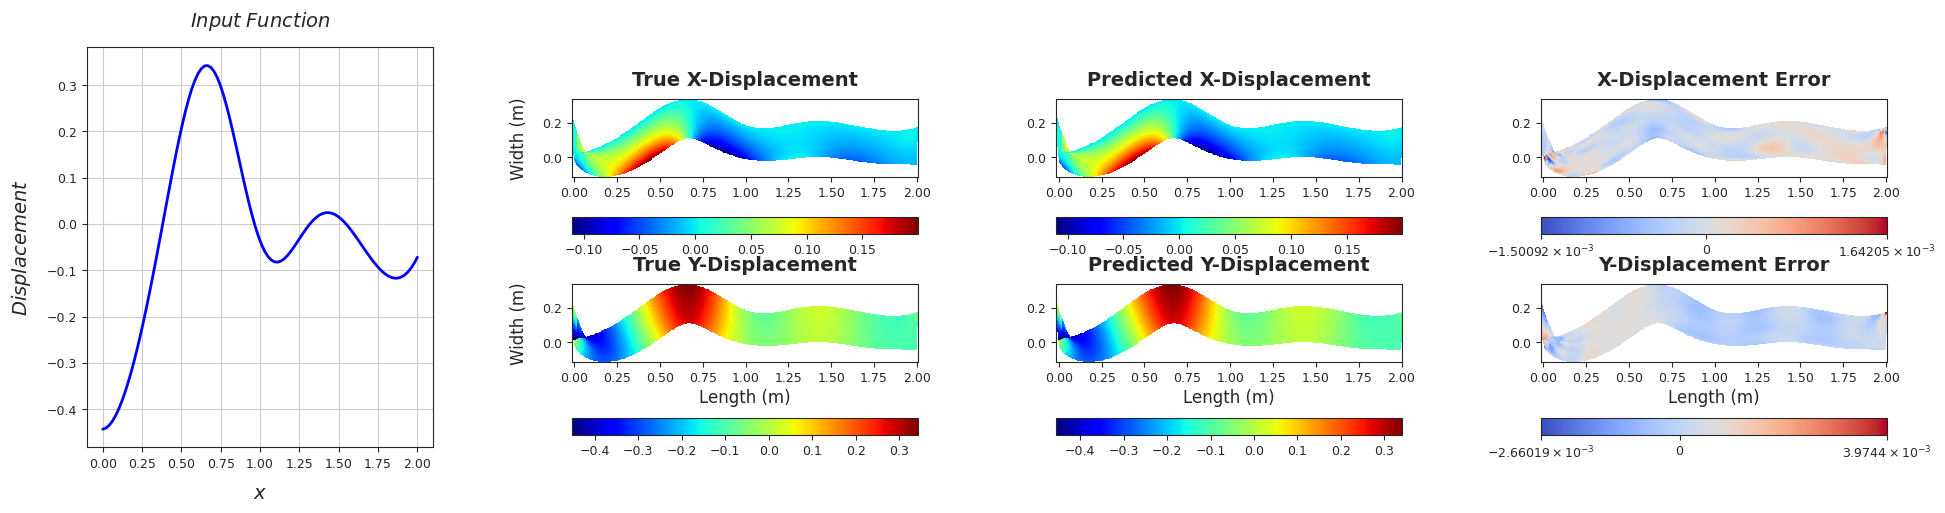 Input Function
0.3
0.2
0.1
0.0
−0.1
−0.2
−0.3
−0.4
Displacement
0.00 0.25 0.50 0.75 1.00 1.25 1.50 1.75 2.00
x
True X-Displacement
Width (m)
0.2
0.0
0.00 0.25 0.50 0.75 1.00 1.25 1.50 1.75 2.00
−0.10 −0.05 0.00 0.05 0.10 0.15
True Y-Displacement
Width (m)
0.2
0.0
0.00 0.25 0.50 0.75 1.00 1.25 1.50 1.75 2.00
Length (m)
−0.4 −0.3 −0.2 −0.1 0.0 0.1 0.2 0.3
Predicted X-Displacement
0.2
0.0
0.00 0.25 0.50 0.75 1.00 1.25 1.50 1.75 2.00
−0.10 −0.05 0.00 0.05 0.10 0.15
Predicted Y-Displacement
0.2
0.0
0.00 0.25 0.50 0.75 1.00 1.25 1.50 1.75 2.00
Length (m)
−0.4 −0.3 −0.2 −0.1 0.0 0.1 0.2 0.3
X-Displacement Error
0.2
0.0
0.00 0.25 0.50 0.75 1.00 1.25 1.50 1.75 2.00
−1.50092 × 10⁻³ 0 1.64205 × 10⁻³
Y-Displacement Error
0.2
0.0
0.00 0.25 0.50 0.75 1.00 1.25 1.50 1.75 2.00
Length (m)
−2.66019 × 10⁻³ 0 3.9744 × 10⁻³